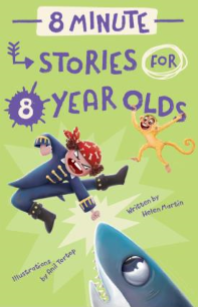 8 MINUTE
STORIES FOR
8 YEAR OLDS
Written by
Helen Martin
Illustrations
by